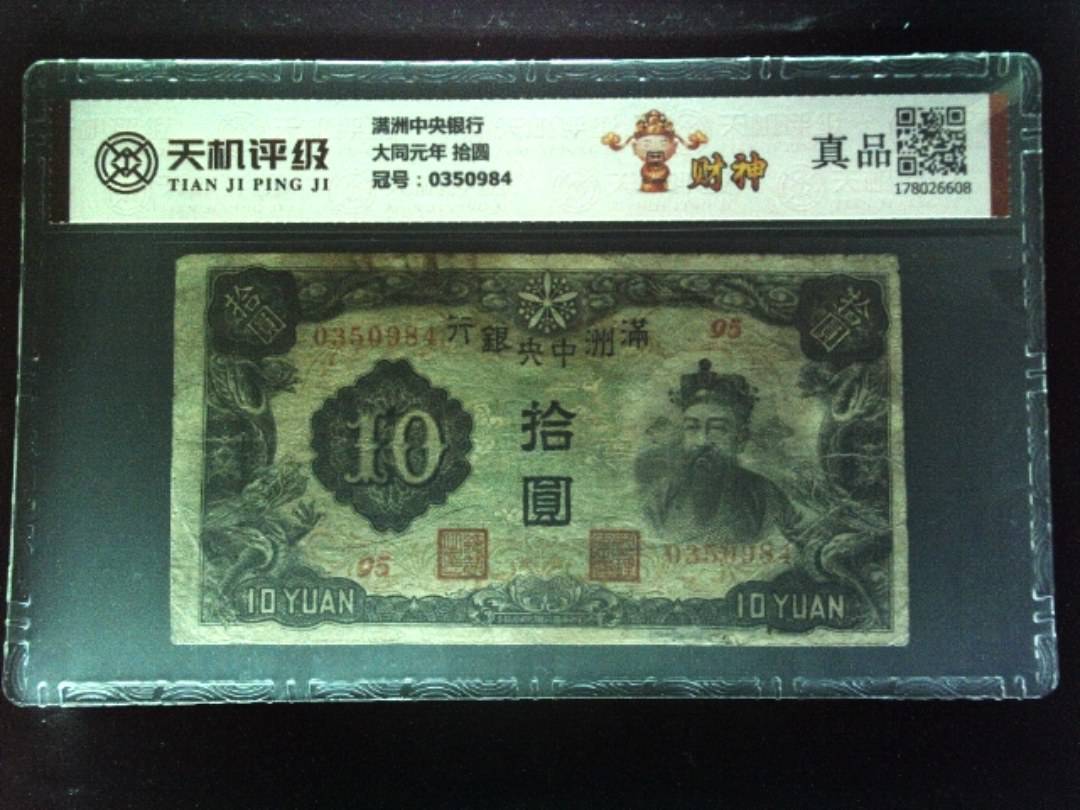 天机评级
TIAN JI PING JI
满洲中央银行
大同元年 拾圆
冠号：0350984
财神
真品
178026608
拾圓
拾圓
0350984
行銀央中洲滿
95
10
拾
圓
95
0350984
10 YUAN
10 YUAN